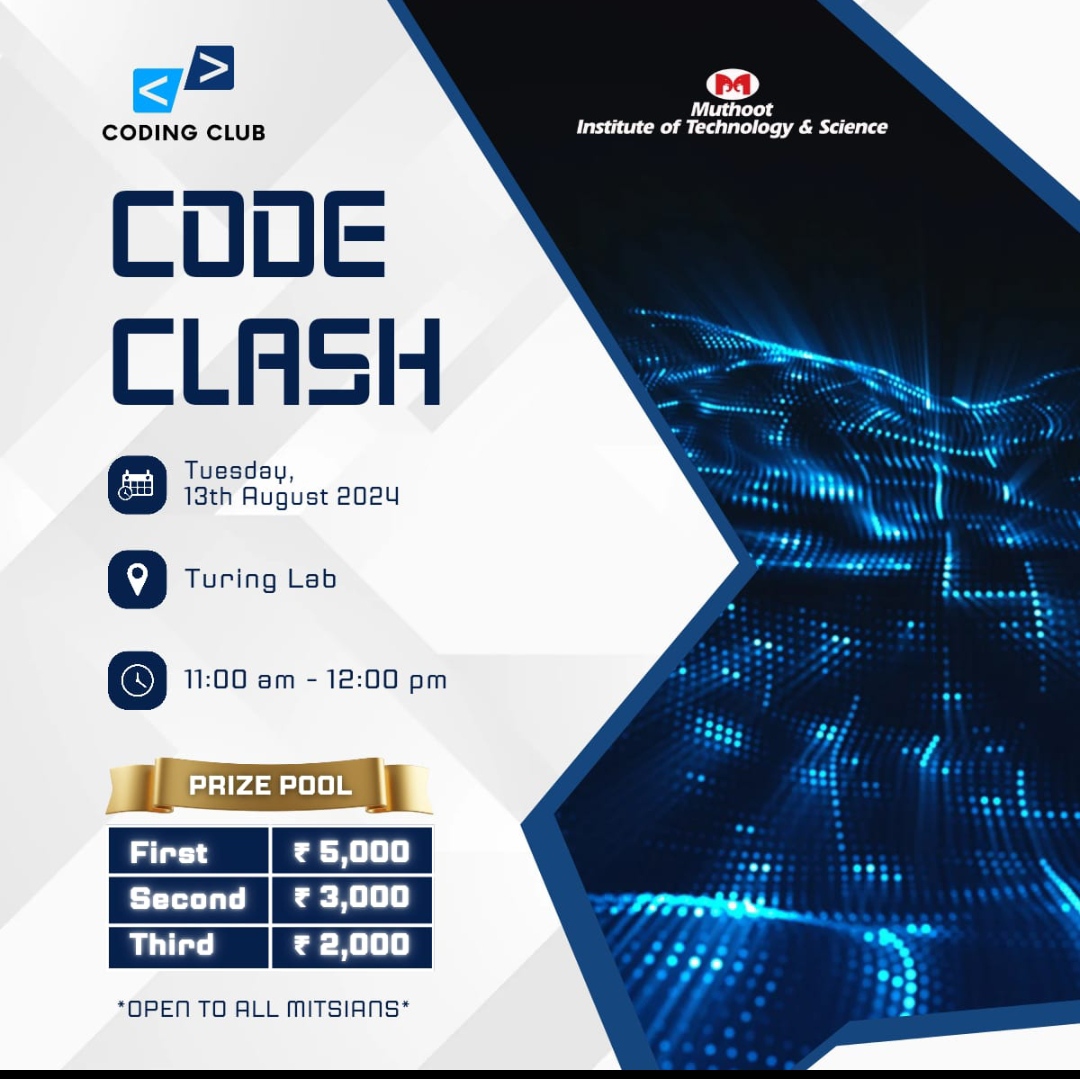 CODING CLUB
Muthoot
Institute of Technology & Science
CODE
CLASH
Tuesday,
13th August 2024
Turing Lab
11:00 am - 12:00 pm
PRIZE POOL
First ₹ 5,000
Second ₹ 3,000
Third ₹ 2,000
*OPEN TO ALL MITSIANS*